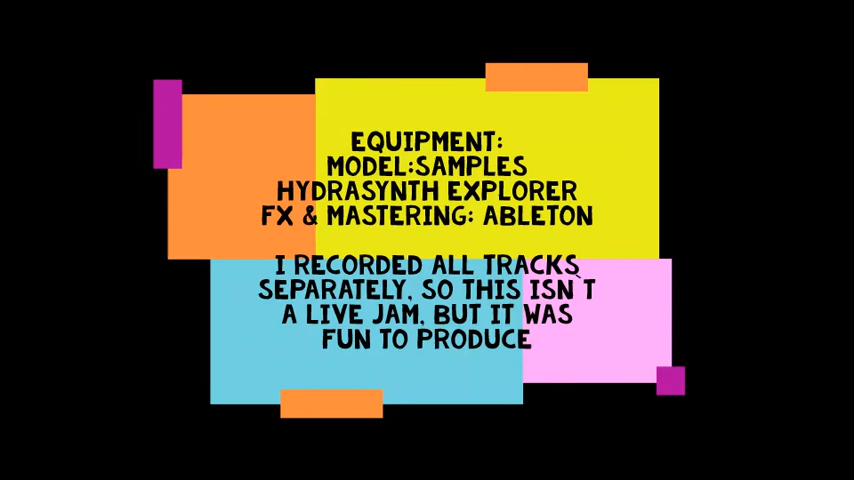 EQUIPMENT:
MODEL:SAMPLES
HYDRASYNTH EXPLORER
FX & MASTERING: ABLETON
I RECORDED ALL TRACKS
SEPARATELY, SO THIS ISN`T
A LIVE JAM, BUT IT WAS
FUN TO PRODUCE